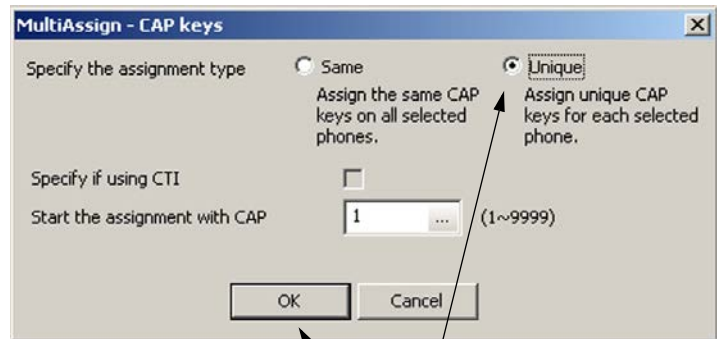 MultiAssign - CAP keys
Specify the assignment type
Same
Unique
Assign the same CAP
keys on all selected
phones.
Assign unique CAP
keys for each selected
phone.
Specify if using CTI
Start the assignment with CAP 1 ... (1~9999)
OK Cancel